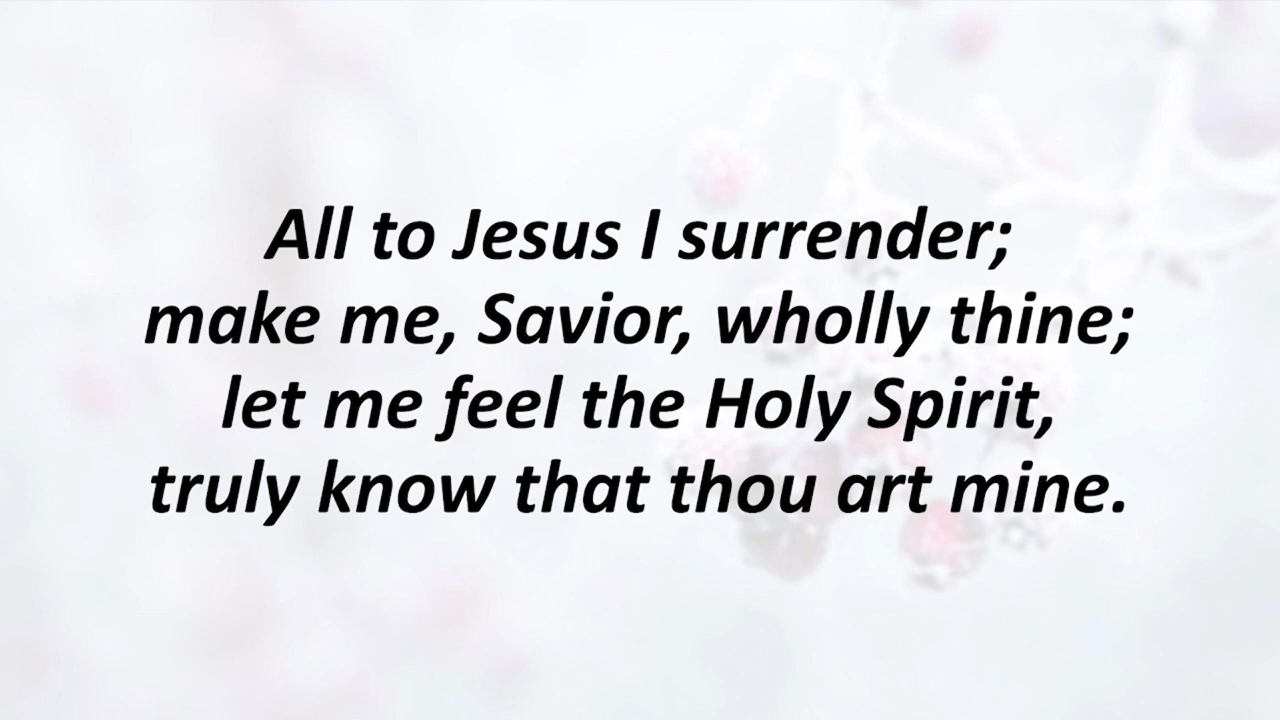 All to Jesus I surrender;
make me, Savior, wholly thine;
let me feel the Holy Spirit,
truly know that thou art mine.